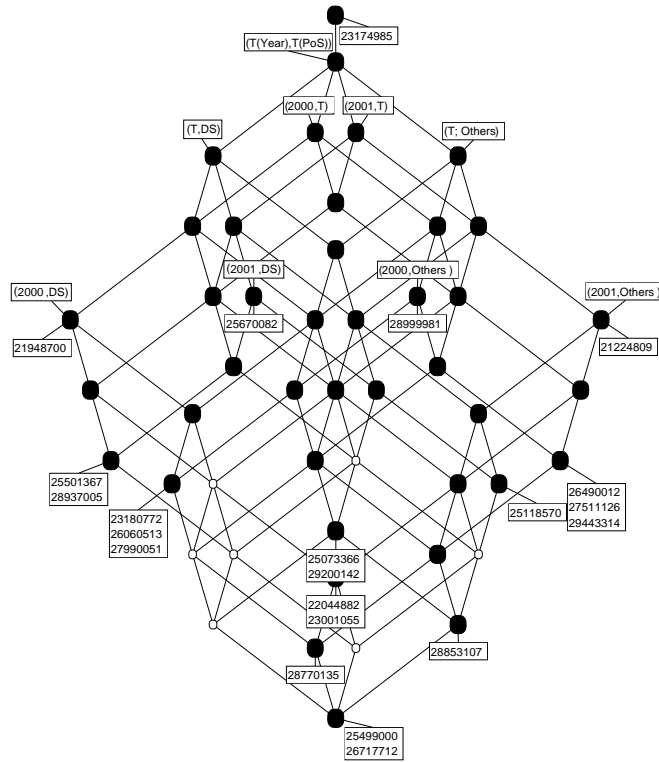 23174985
(T(Year),T(PoS))
(2000,T)
(2001,T)
(T,DS)
(T; Others)
(2001,DS)
(2000,Others )
(2000,DS)
(2001,Others )
25670082
28999981
21948700
21224809
25501367
28937005
26490012
27511126
29443314
25118570
23180772
26060513
27990051
25073366
29200142
22044882
23001055
28853107
28770135
25499000
26717712